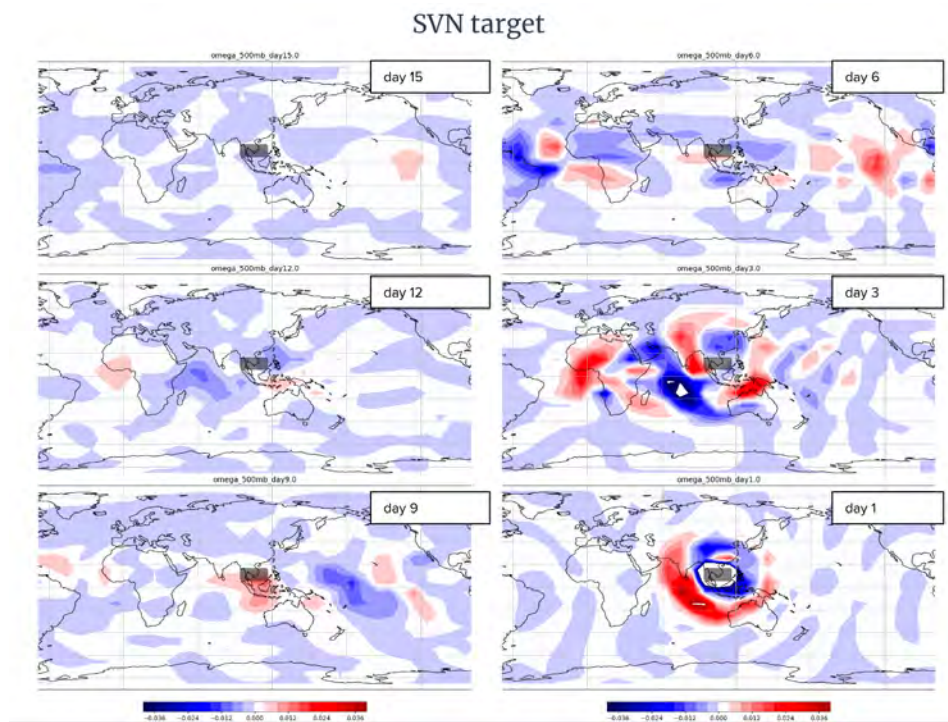 SVN target
omega_500mb_day15.0
day 15
omega_500mb_day6.0
day 6
omega_500mb_day12.0
day 12
omega_500mb_day3.0
day 3
omega_500mb_day9.0
day 9
omega_500mb_day1.0
day 1
−0.036 −0.024 −0.012 0.000 0.012 0.024 0.036
−0.036 −0.024 −0.012 0.000 0.012 0.024 0.036